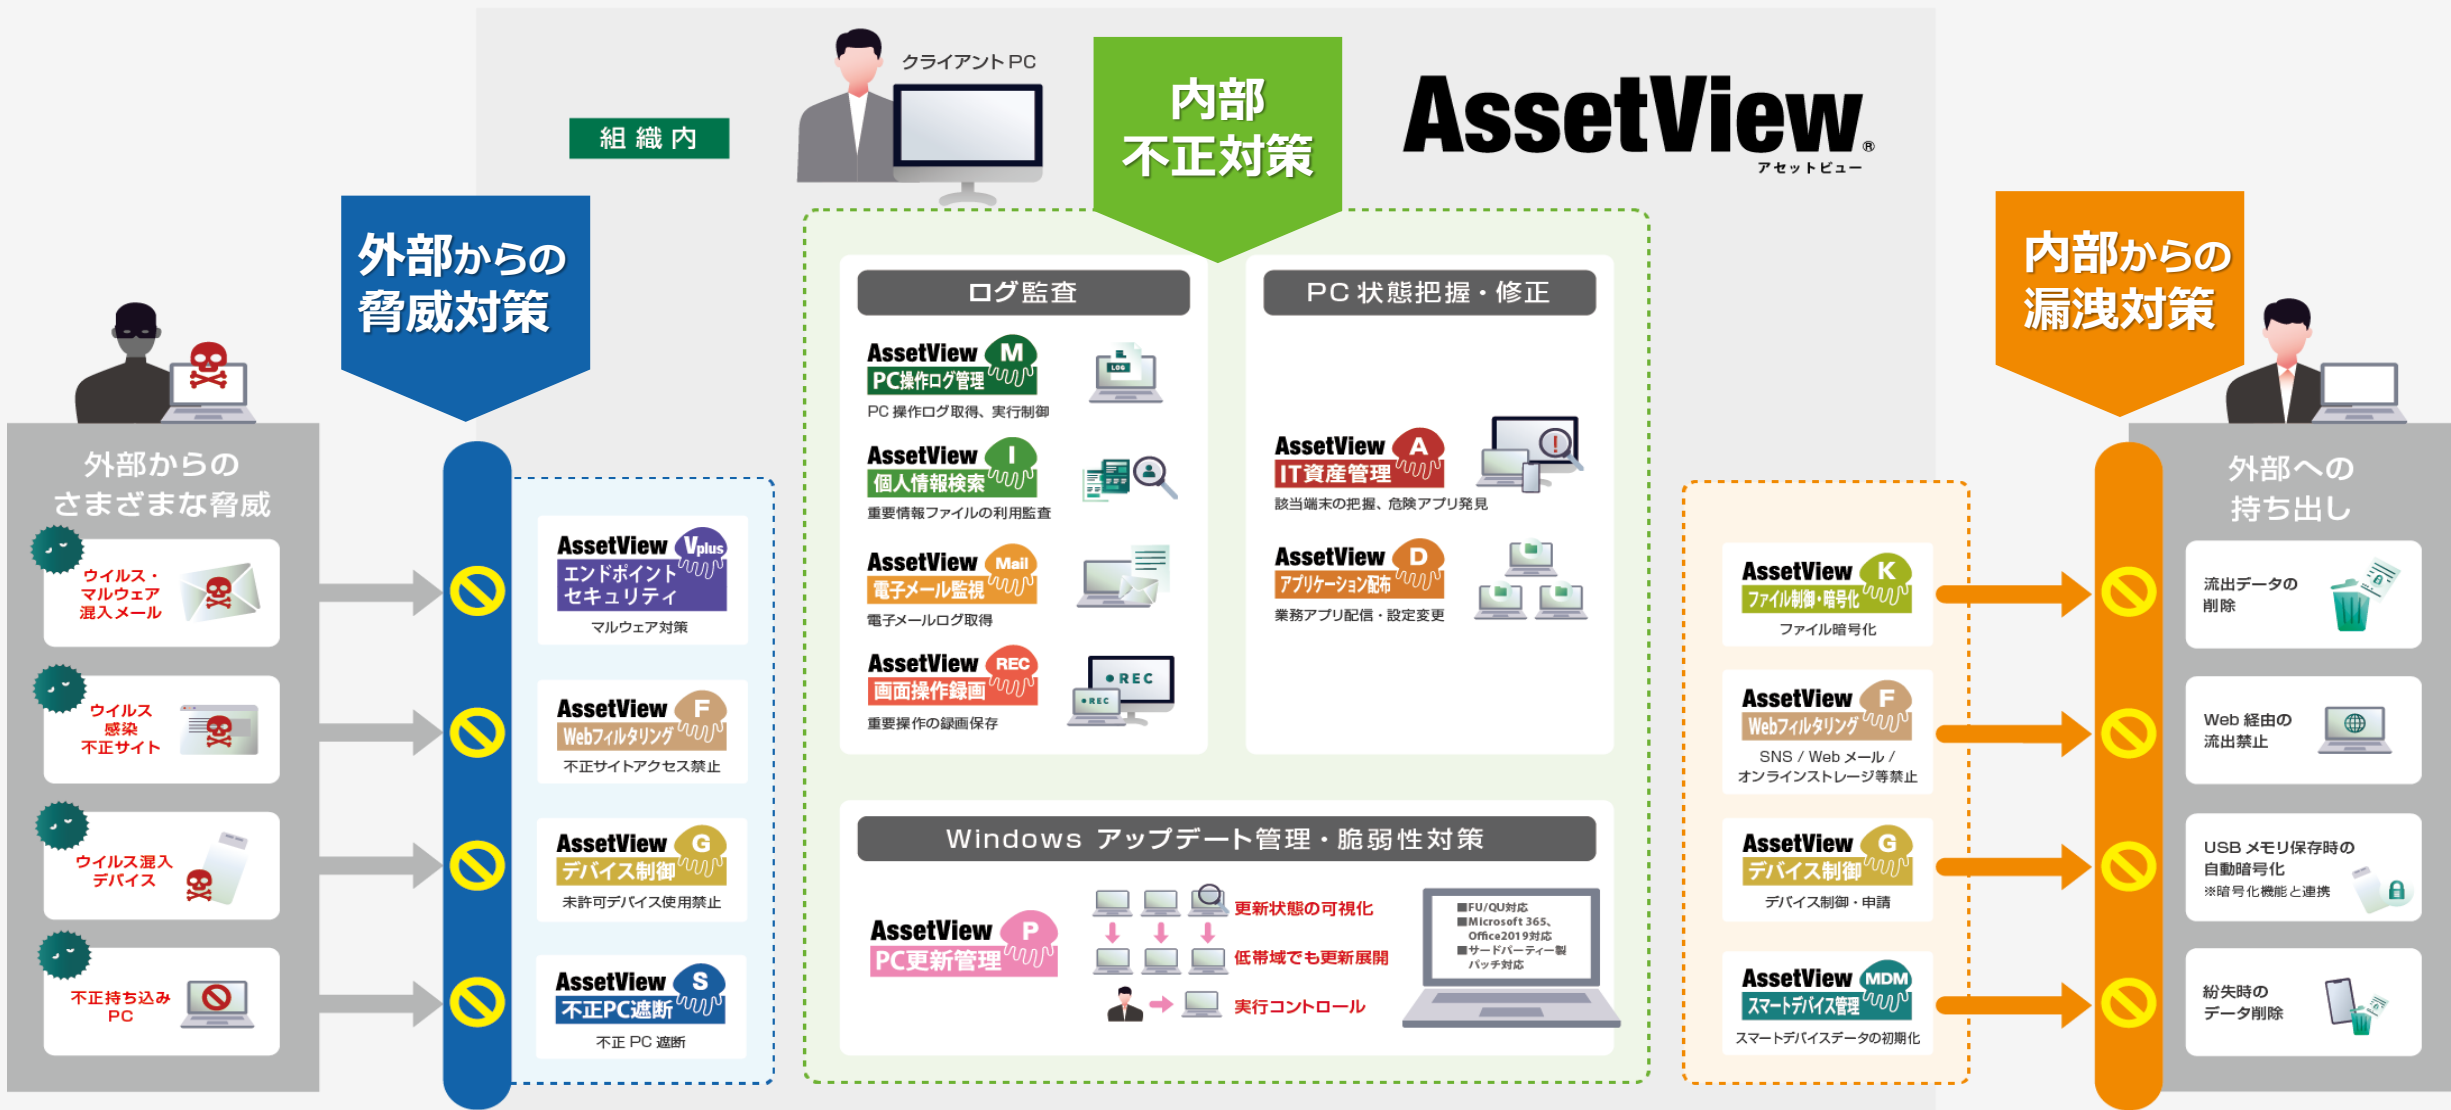 クライアントPC
組織内
内部
不正対策
AssetView®
アセットビュー
外部からの
脅威対策
内部からの
漏洩対策
外部からの
さまざまな脅威
ウイルス・
マルウェア
混入メール
ウイルス
感染
不正サイト
ウイルス混入
デバイス
不正持ち込み
PC
AssetView Vplus
エンドポイント
セキュリティ
マルウェア対策
AssetView F
Webフィルタリング
不正サイトアクセス禁止
AssetView G
デバイス制御
未許可デバイス使用禁止
AssetView S
不正PC遮断
不正PC遮断
ログ監査
AssetView M
PC操作ログ管理
PC操作ログ取得、実行制御
LOG
AssetView I
個人情報検索
重要情報ファイルの利用監査
AssetView Mail
電子メール監視
電子メールログ取得
AssetView REC
画面操作録画
重要操作の録画保存
●REC
●REC
PC状態把握・修正
AssetView A
IT資産管理
該当端末の把握、危険アプリ発見
AssetView D
アプリケーション配布
業務アプリ配信・設定変更
Windows アップデート管理・脆弱性対策
AssetView P
PC更新管理
更新状態の可視化
低帯域でも更新展開
実行コントロール
■FU/QU対応
■Microsoft 365、
Office2019対応
■サードパーティー製
パッチ対応
AssetView K
ファイル制御・暗号化
ファイル暗号化
AssetView F
Webフィルタリング
SNS / Webメール /
オンラインストレージ等禁止
AssetView G
デバイス制御
デバイス制御・申請
AssetView MDM
スマートデバイス管理
スマートデバイスデータの初期化
外部への
持ち出し
流出データの
削除
Web経由の
流出禁止
USBメモリ保存時の
自動暗号化
※暗号化機能と連携
紛失時の
データ削除